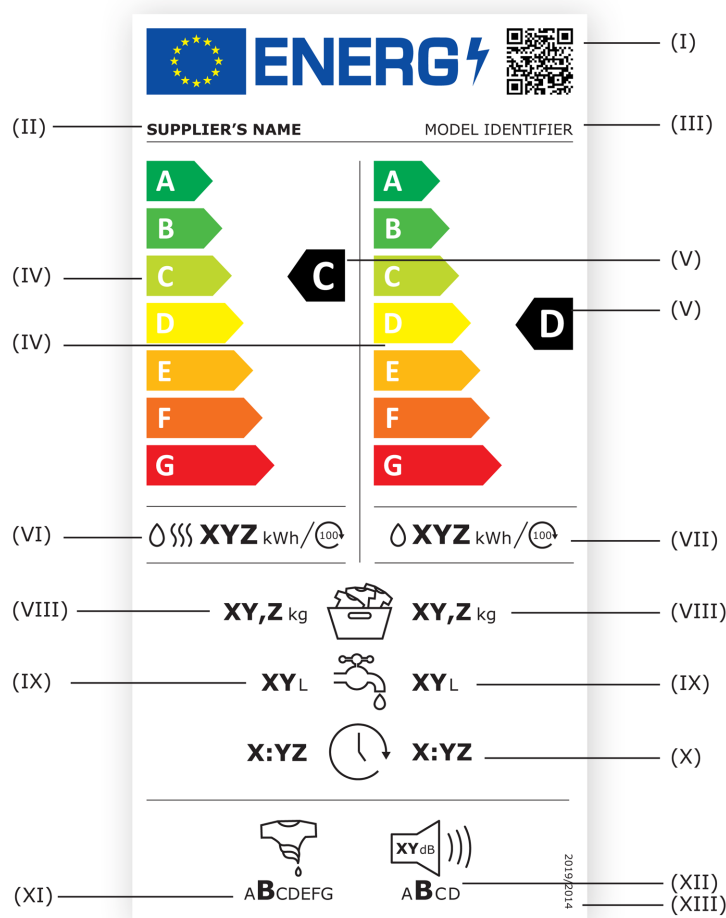 ENERG
(I)
(II)
SUPPLIER'S NAME
MODEL IDENTIFIER
(III)
A
A
B
B
(IV)
C
C
C
(V)
(IV)
D
D
D
(V)
E
E
F
F
G
G
(VI)
XYZ kWh/100
XYZ kWh/100
(VII)
(VIII)
XY,Z kg
XY,Z kg
(VIII)
(IX)
XY L
XY L
(IX)
X:YZ
X:YZ
(X)
XY dB
(XI)
ABCDEFG
ABCD
(XII)
2019/2014
(XIII)